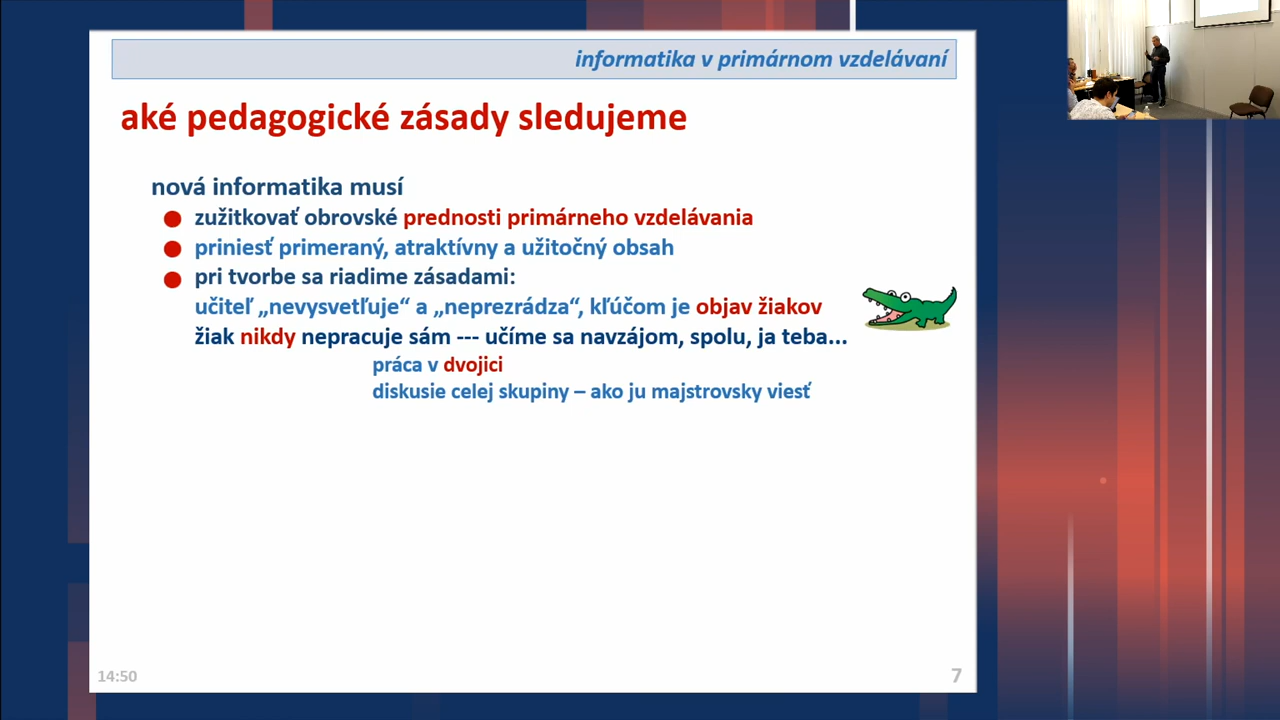 informatika v primárnom vzdelávaní
aké pedagogické zásady sledujeme
nová informatika musí
zužitkovať obrovské prednosti primárneho vzdelávania
priniesť primeraný, atraktívny a užitočný obsah
pri tvorbe sa riadime zásadami:
učiteľ „nevysvetľuje“ a „neprezrádza“, kľúčom je objav žiakov
žiak nikdy nepracuje sám --- učíme sa navzájom, spolu, ja teba...
práca v dvojici
diskusie celej skupiny – ako ju majstrovsky viesť
14:50
7